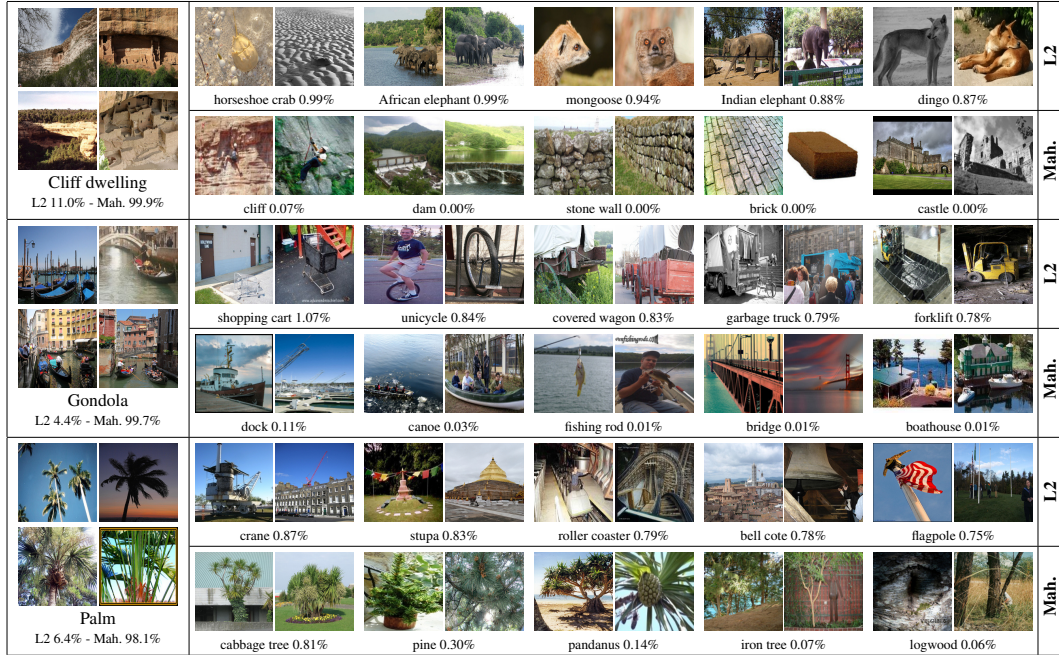 horseshoe crab 0.99% African elephant 0.99% mongoose 0.94% Indian elephant 0.88% dingo 0.87%
L2
Cliff dwelling
L2 11.0% - Mah. 99.9%
cliff 0.07% dam 0.00% stone wall 0.00% brick 0.00% castle 0.00%
Mah.
shopping cart 1.07% unicycle 0.84% covered wagon 0.83% garbage truck 0.79% forklift 0.78%
L2
Gondola
L2 4.4% - Mah. 99.7%
dock 0.11% canoe 0.03% fishing rod 0.01% bridge 0.01% boathouse 0.01%
Mah.
crane 0.87% stupa 0.83% roller coaster 0.79% bell cote 0.78% flagpole 0.75%
L2
Palm
L2 6.4% - Mah. 98.1%
cabbage tree 0.81% pine 0.30% pandanus 0.14% iron tree 0.07% logwood 0.06%
Mah.